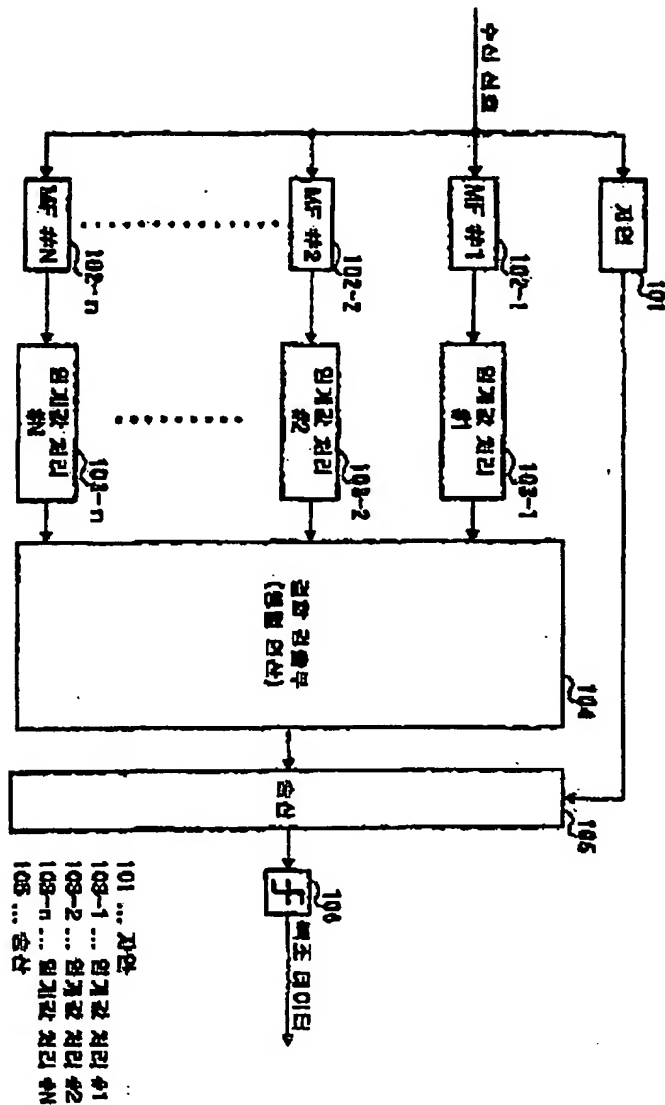 수신 신호
지연
101
MF #1
102-1
MF #2
102-2
MF #N
102-n
임계값 처리
#1
103-1
임계값 처리
#2
103-2
임계값 처리
#N
103-n
결합 검출부
연산)
104
승산
105
106
복조 데이터
101 ... 지연
103-1 ... 임계값 처리 #1
103-2 ... 임계값 처리 #2
103-n ... 임계값 처리 #N
105 ... 승산